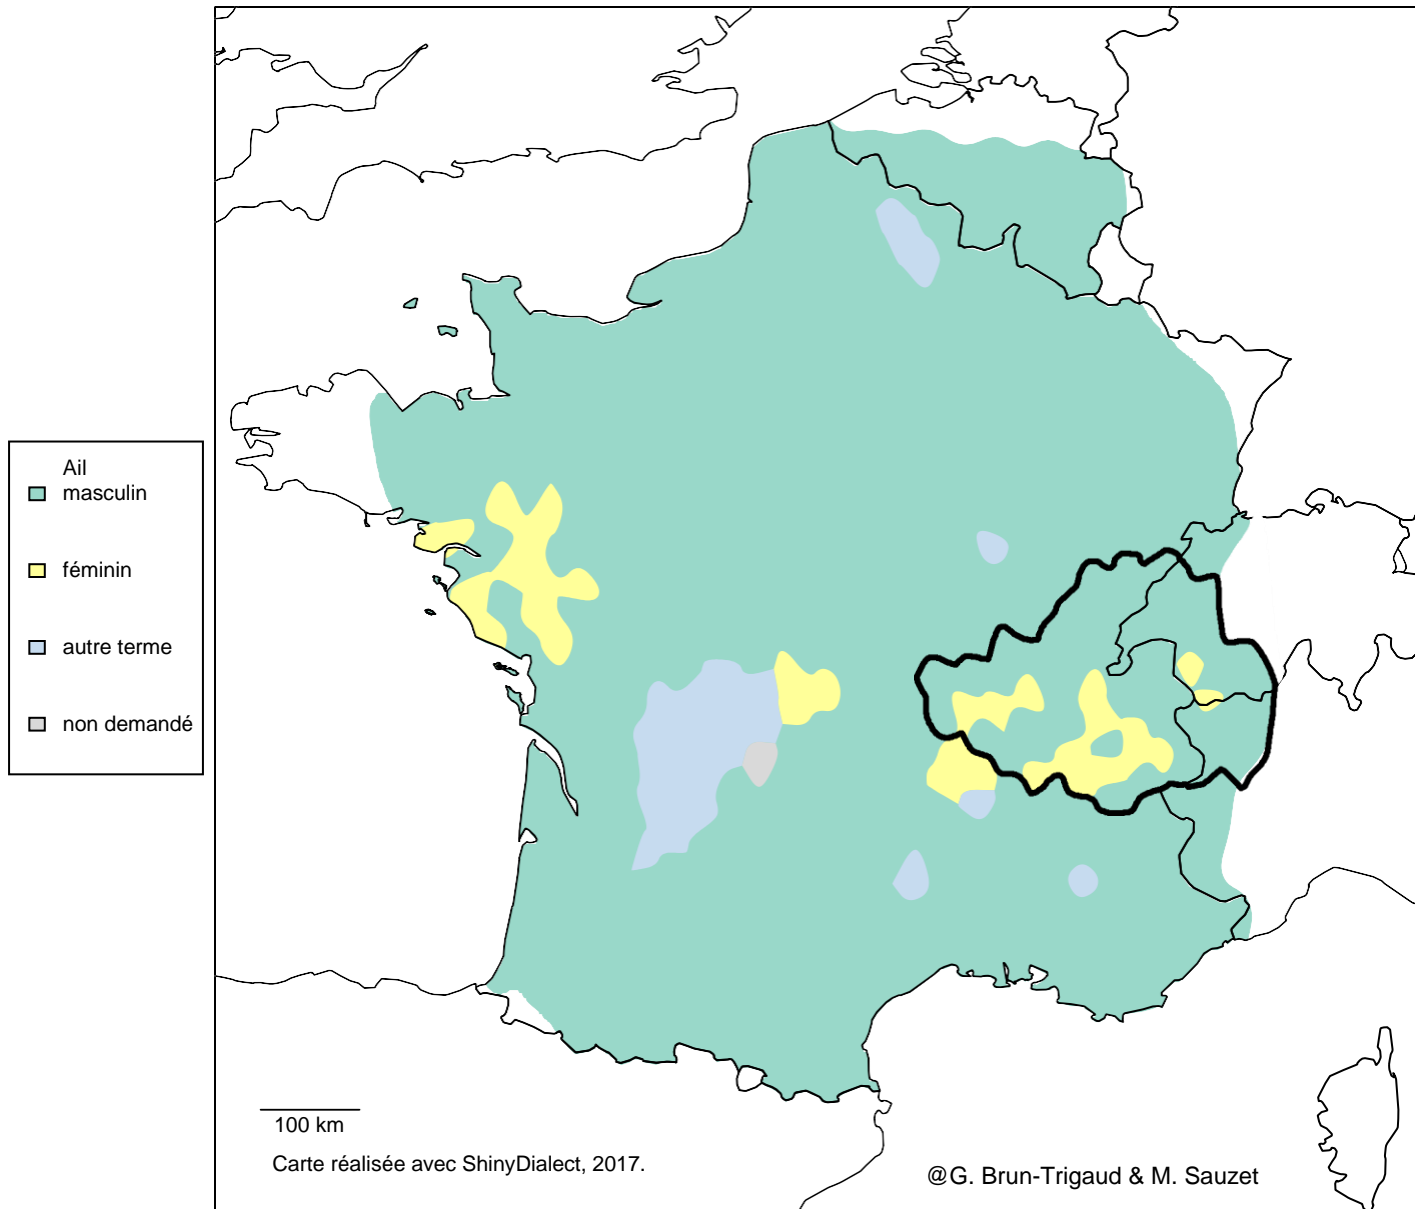 Ail
masculin
féminin
autre terme
non demandé
100 km
Carte réalisée avec ShinyDialect, 2017.
@G. Brun-Trigaud & M. Sauzet